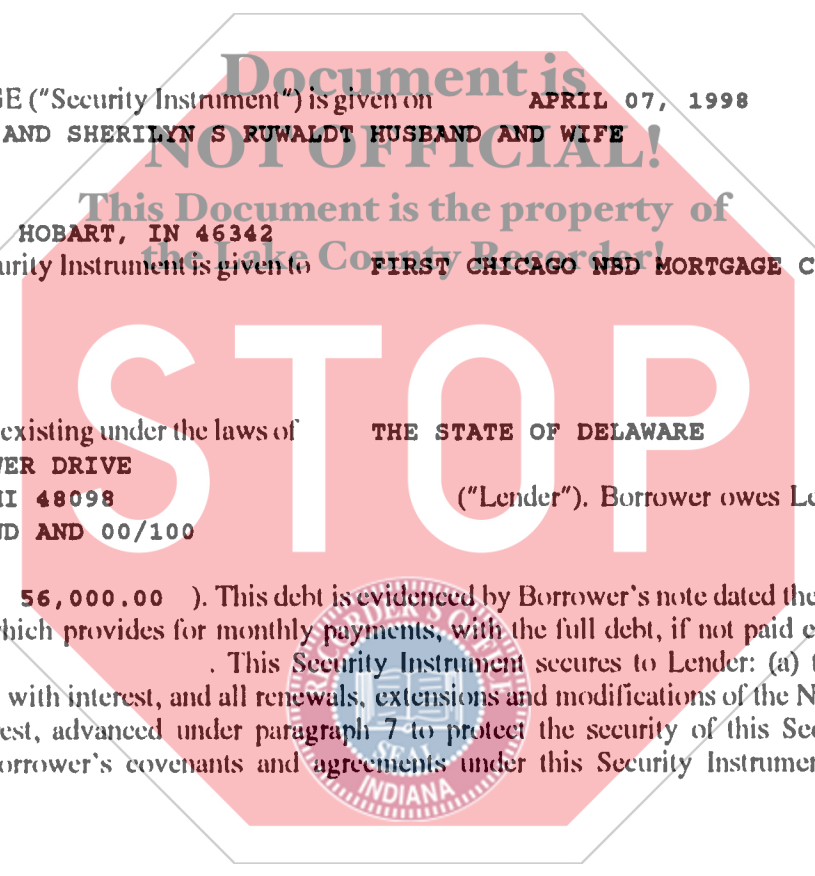 Document is
GE ("Security Instrument") is given on APRIL 07, 1998
AND SHERILYN S RUWALDT HUSBAND AND WIFE
NOT OFFICIAL!
This Document is the property of
HOBART, IN 46342
the Lake County Recorder!
urity Instrument is given to FIRST CHICAGO NBD MORTGAGE C
STOP
existing under the laws of THE STATE OF DELAWARE
WER DRIVE
MI 48098 ("Lender"). Borrower owes Le
ND AND 00/100
56,000.00 ). This debt is evidenced by Borrower's note dated the
which provides for monthly payments, with the full debt, if not paid e
. This Security Instrument secures to Lender: (a) t
with interest, and all renewals, extensions and modifications of the N
est, advanced under paragraph 7 to protect the security of this Sec
orrower's covenants and agreements under this Security Instrumen
RECORDER'S OFFICE
SEAL
INDIANA